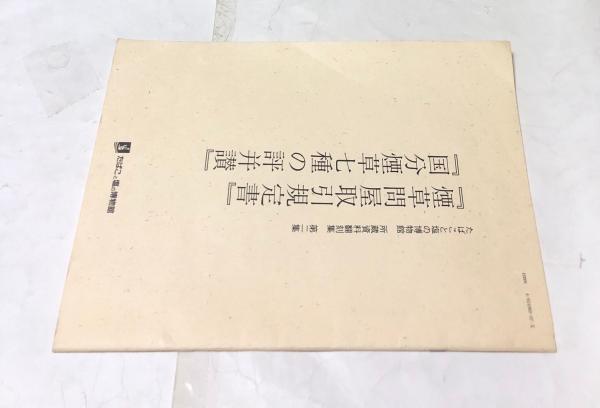 たばこと塩の博物館 所蔵資料翻刻集 第二集
『煙草問屋取引規定書』
『国分煙草七種の評并讃』
たばこと塩の博物館